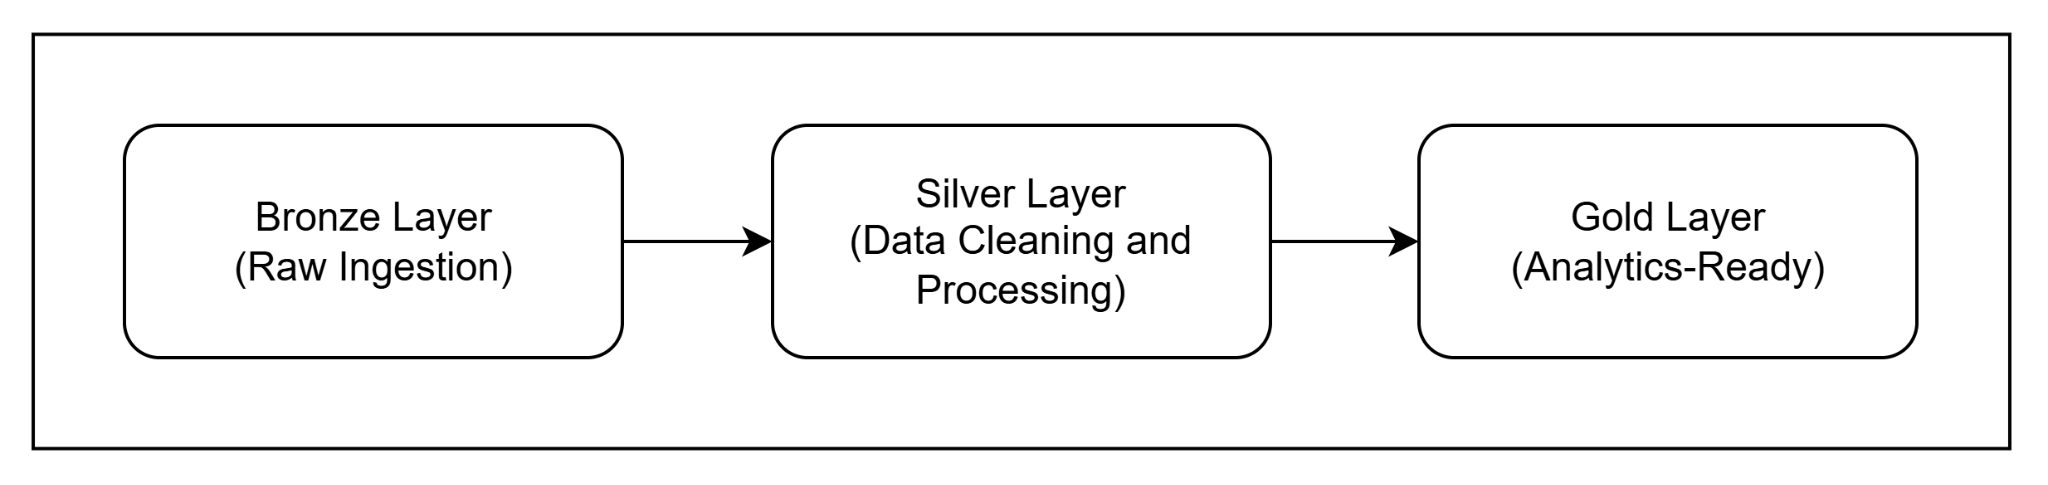 Bronze Layer
(Raw Ingestion)
Silver Layer
(Data Cleaning and
Processing)
Gold Layer
(Analytics-Ready)